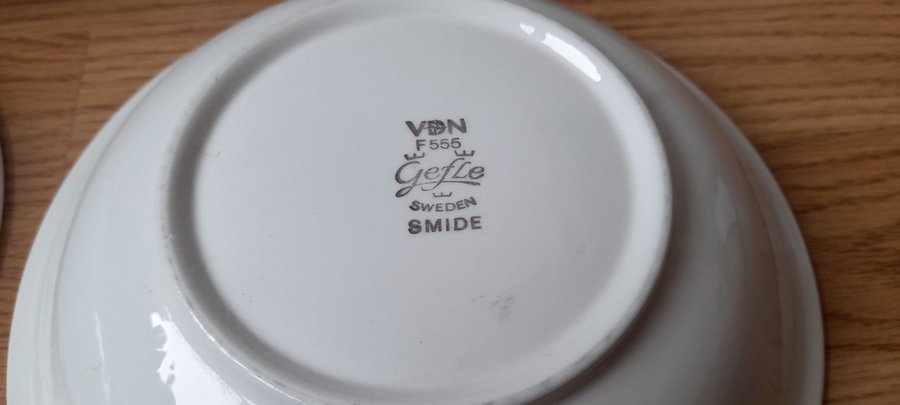 VDN
F555
Gefle
SWEDEN
SMIDE